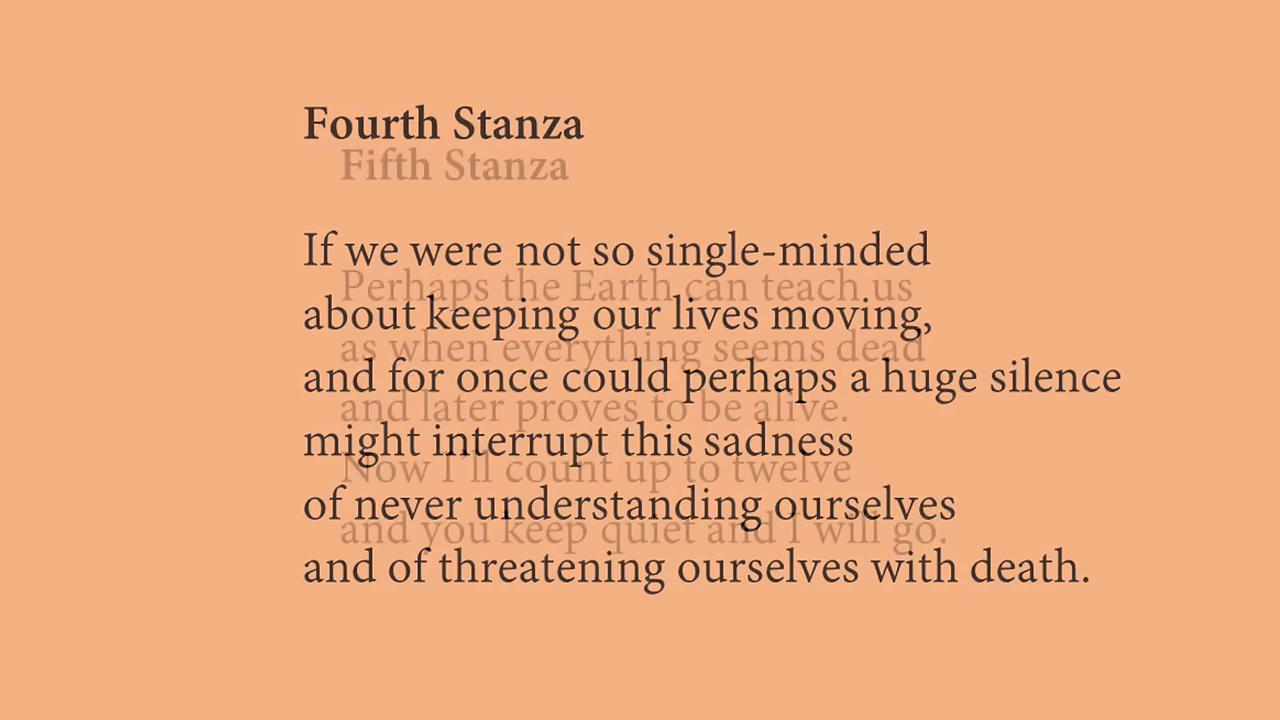 Fourth Stanza
Fifth Stanza
If we were not so single-minded
Perhaps the Earth can teach us
about keeping our lives moving,
as when everything seems dead
and for once could perhaps a huge silence
and later proves to be alive.
might interrupt this sadness
Now I'll count up to twelve
of never understanding ourselves
and you keep quiet and I will go.
and of threatening ourselves with death.